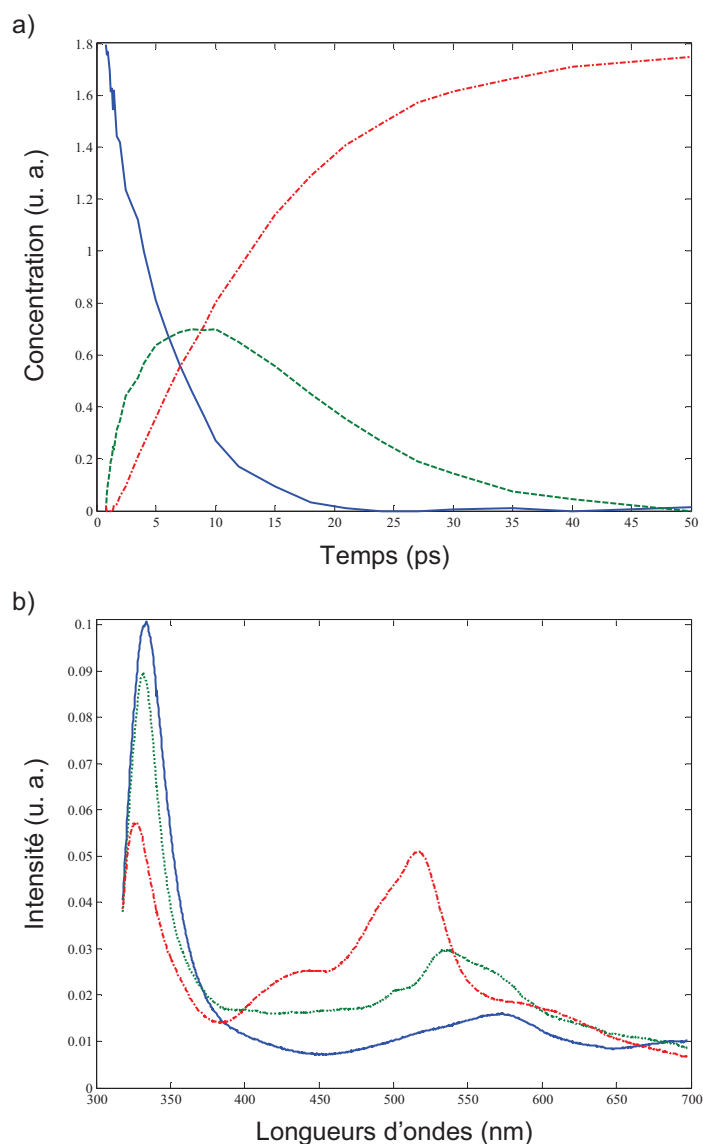 a)
1.8
1.6
1.4
1.2
1
0.8
0.6
0.4
0.2
0
Concentration (u. a.)
0 5 10 15 20 25 30 35 40 45 50
Temps (ps)
b)
0.1
0.09
0.08
0.07
0.06
0.05
0.04
0.03
0.02
0.01
0
Intensité (u. a.)
300 350 400 450 500 550 600 650 700
Longueurs d'ondes (nm)